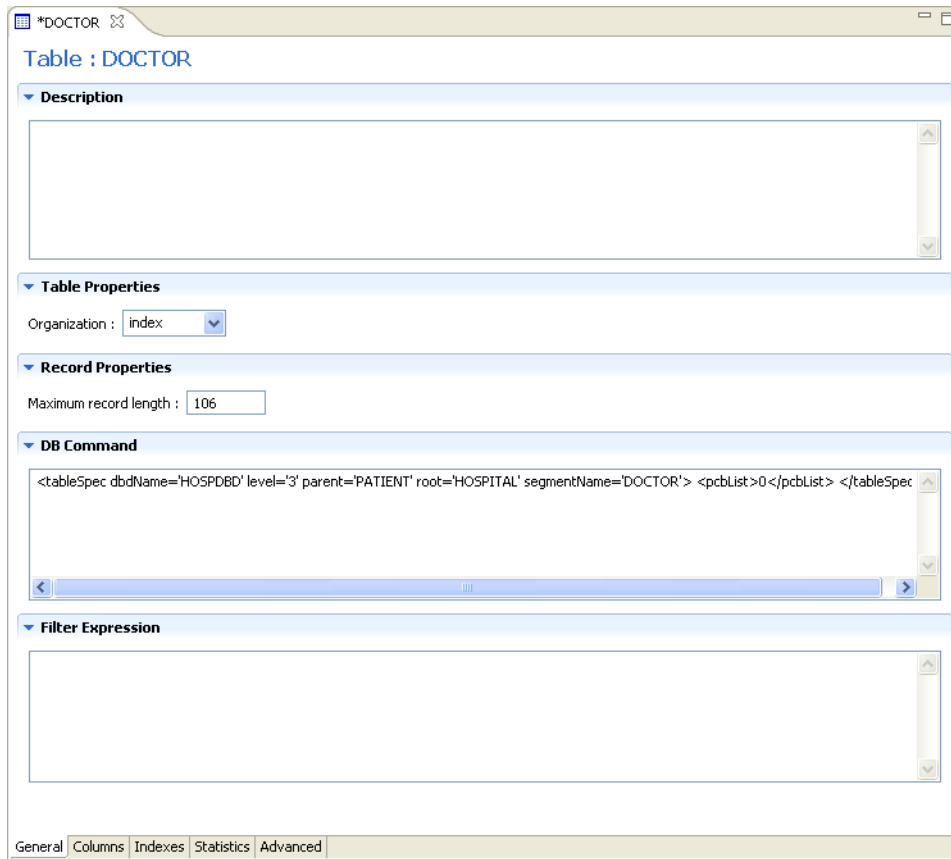 *DOCTOR
Table : DOCTOR
Description
Table Properties
Organization : index
Record Properties
Maximum record length : 106
DB Command
<tableSpec dbdName='HOSPDBD' level='3' parent='PATIENT' root='HOSPITAL' segmentName='DOCTOR'> <pcbList>0</pcbList> </tableSpec
Filter Expression
General Columns Indexes Statistics Advanced